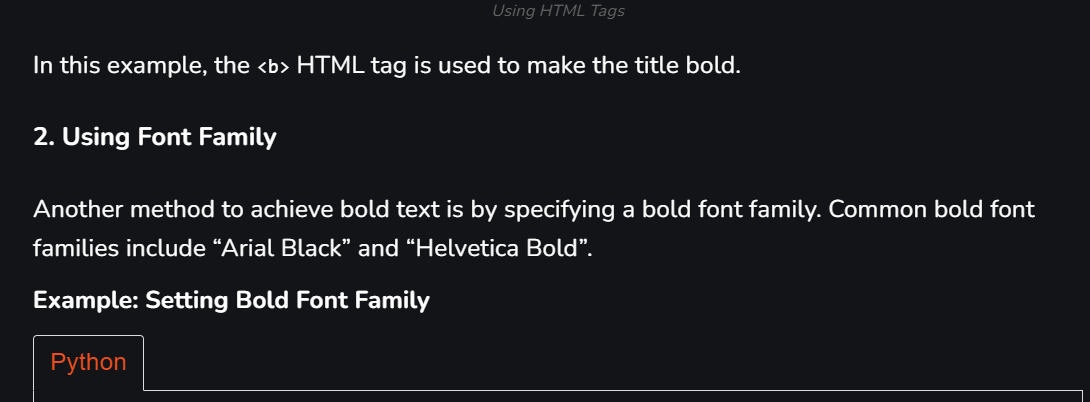 Using HTML Tags
In this example, the <b> HTML tag is used to make the title bold.
2. Using Font Family
Another method to achieve bold text is by specifying a bold font family. Common bold font
families include “Arial Black” and “Helvetica Bold”.
Example: Setting Bold Font Family
Python